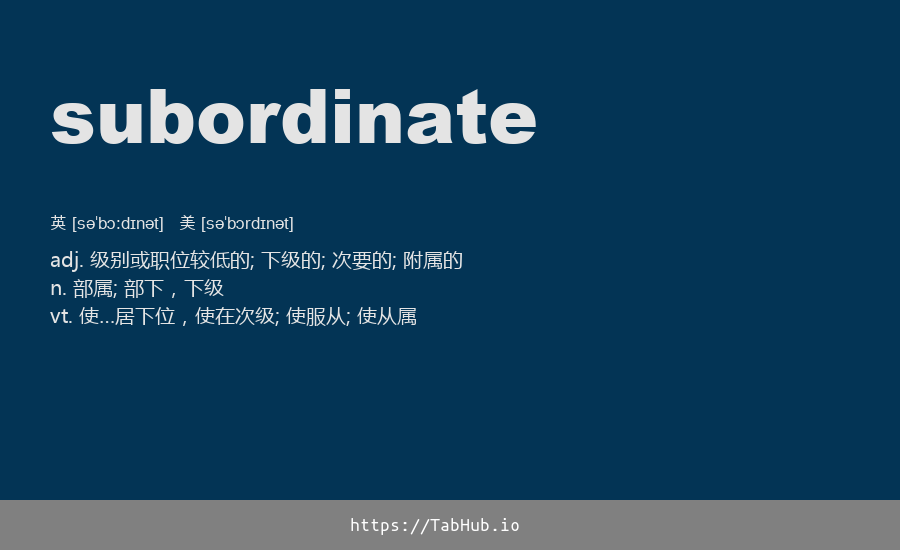 subordinate
英 [səˈbɔːdɪnət] 美 [səˈbɔrdɪnət]
adj. 级别或职位较低的; 下级的; 次要的; 附属的
n. 部属; 部下，下级
vt. 使…居下位，使在次级; 使服从; 使从属
https://TabHub.io